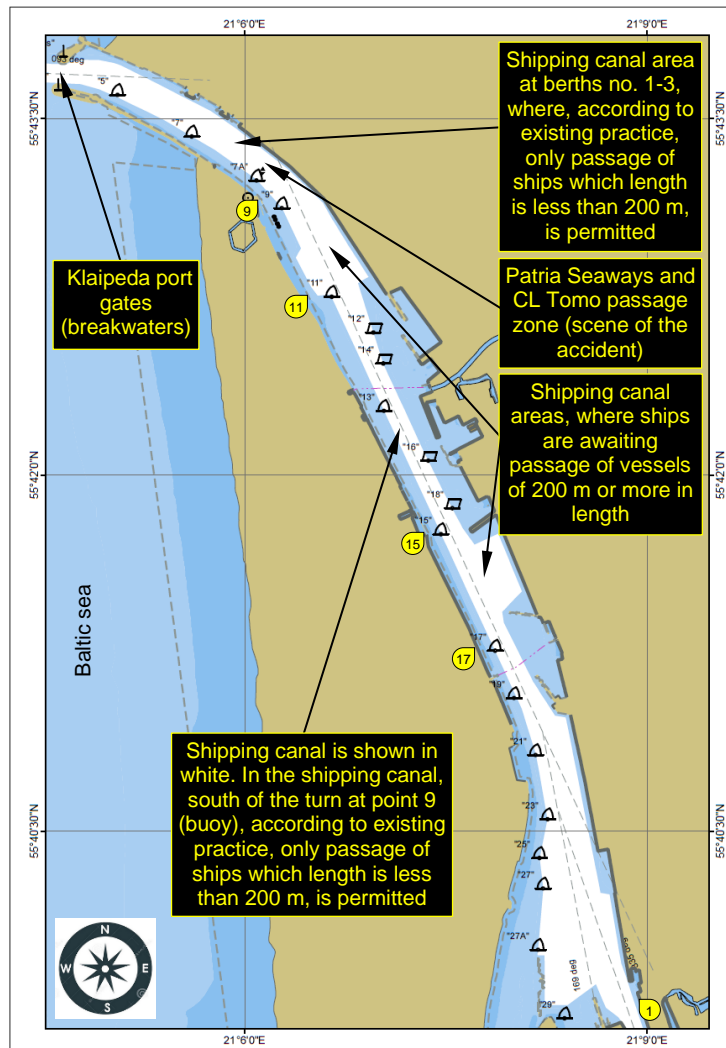 21°6'0"E
21°9'0"E
093 deg
"5"
"7"
"7A"
"9"
9
55°43'30"N
55°43'30"N
Shipping canal area
at berths no. 1-3,
where, according to
existing practice,
only passage of
ships which length
is less than 200 m,
is permitted
Klaipeda port
gates
(breakwaters)
"11"
11
"12"
"14"
"13"
Patria Seaways and
CL Tomo passage
zone (scene of the
accident)
Shipping canal
areas, where ships
are awaiting
passage of vessels
of 200 m or more in
length
55°42'0"N
55°42'0"N
"16"
"18"
"15"
15
Baltic sea
"17"
17
"19"
"21"
Shipping canal is shown in
white. In the shipping canal,
south of the turn at point 9
(buoy), according to existing
practice, only passage of
ships which length is less
than 200 m, is permitted
"23"
55°40'30"N
55°40'30"N
"25"
"27"
"27A"
169 deg
335 deg
"29"
1
N
W
E
S
21°6'0"E
21°9'0"E